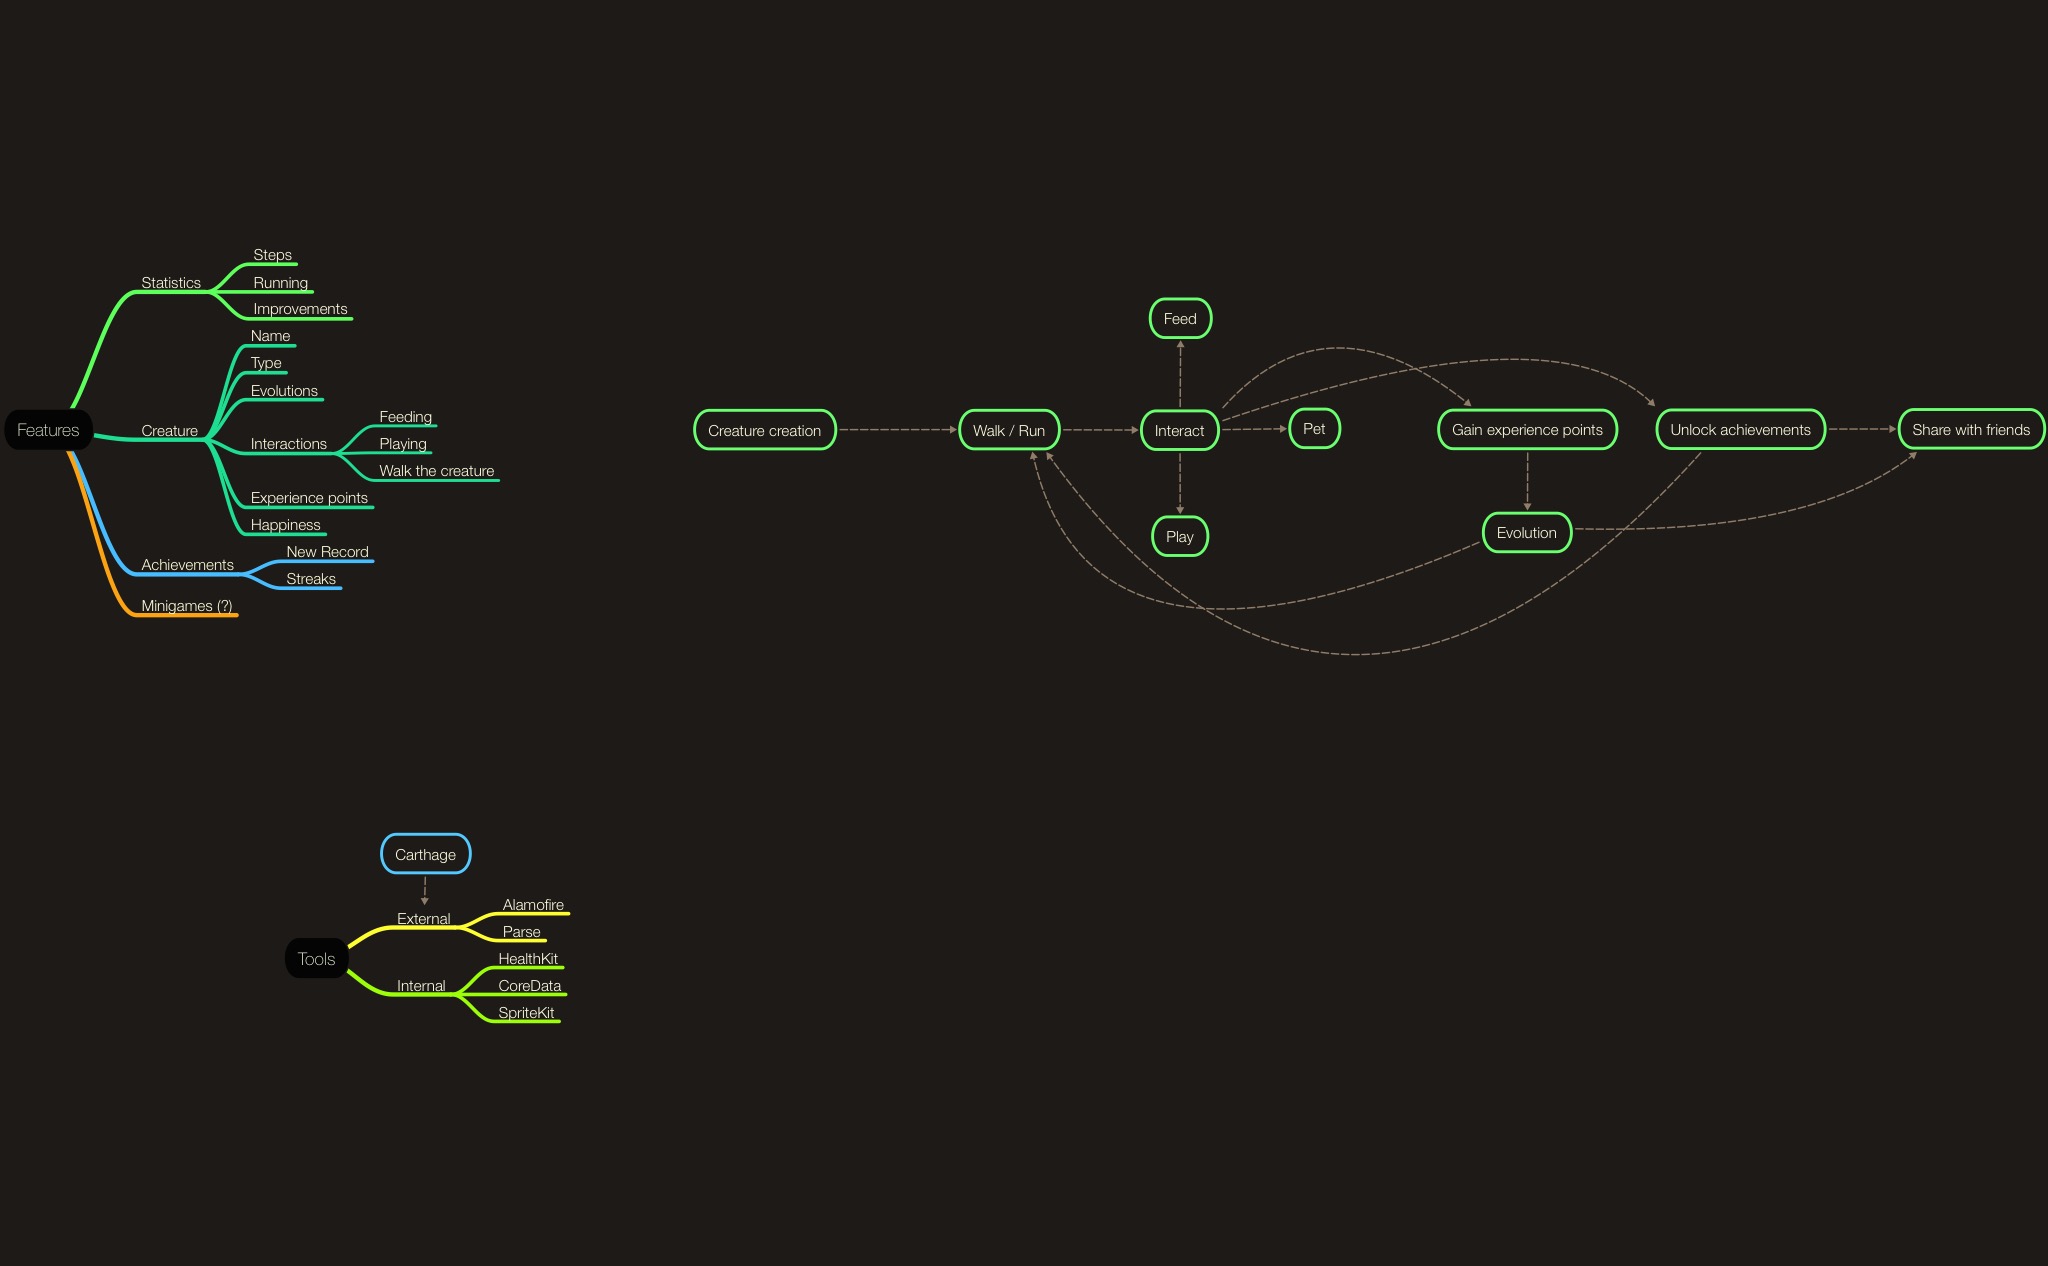 Features
Statistics
Steps
Running
Improvements
Creature
Name
Type
Evolutions
Interactions
Feeding
Playing
Walk the creature
Experience points
Happiness
Achievements
New Record
Streaks
Minigames (?)
Creature creation
Walk / Run
Interact
Feed
Pet
Play
Gain experience points
Evolution
Unlock achievements
Share with friends
Carthage
Tools
External
Alamofire
Parse
Internal
HealthKit
CoreData
SpriteKit